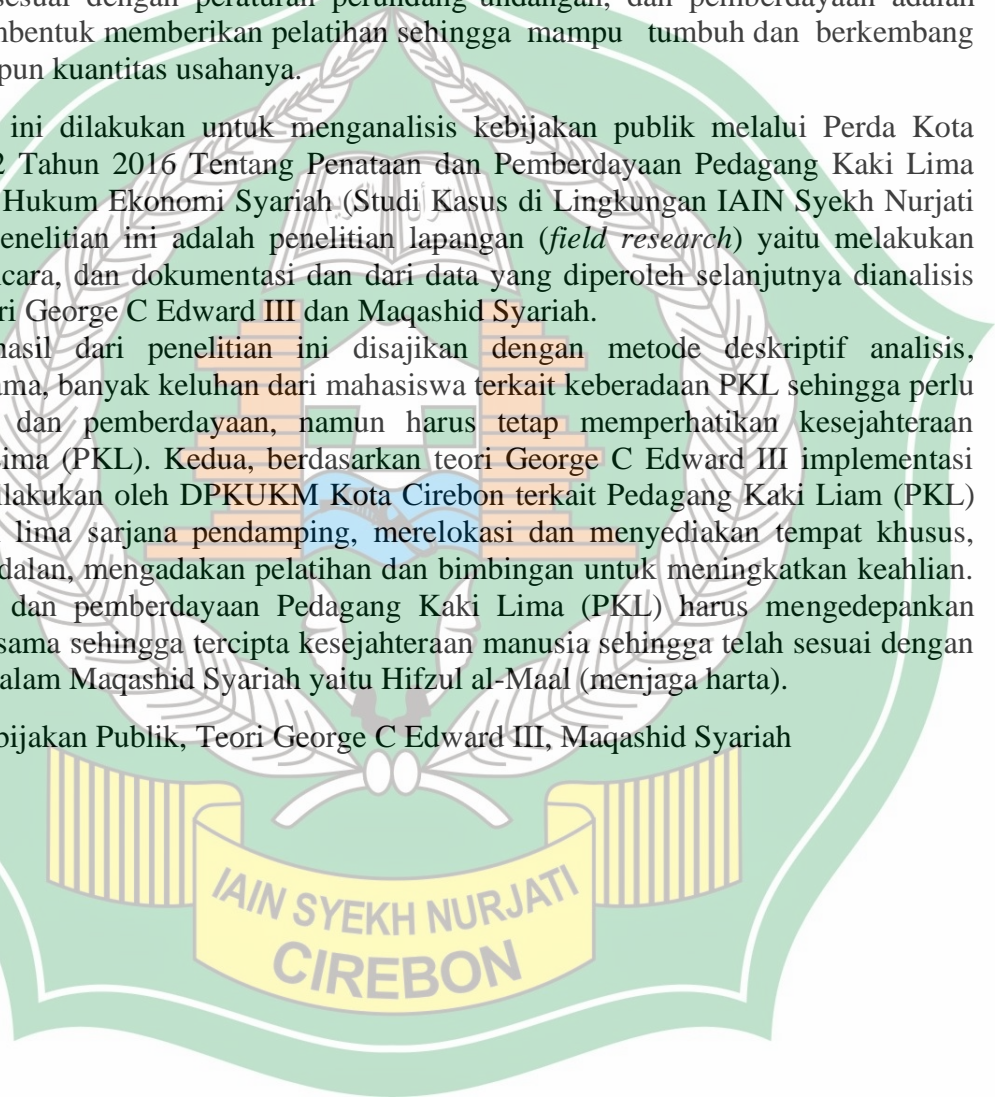 sesuai dengan peraturan perundang undangan, dan pemberdayaan adalah
mbentuk memberikan pelatihan sehingga mampu tumbuh dan berkembang
pun kuantitas usahanya.
ini dilakukan untuk menganalisis kebijakan publik melalui Perda Kota
2 Tahun 2016 Tentang Penataan dan Pemberdayaan Pedagang Kaki Lima
Hukum Ekonomi Syariah (Studi Kasus di Lingkungan IAIN Syekh Nurjati
enelitian ini adalah penelitian lapangan (field research) yaitu melakukan
ncara, dan dokumentasi dan dari data yang diperoleh selanjutnya dianalisis
ri George C Edward III dan Maqashid Syariah.
hasil dari penelitian ini disajikan dengan metode deskriptif analisis,
ama, banyak keluhan dari mahasiswa terkait keberadaan PKL sehingga perlu
dan pemberdayaan, namun harus tetap memperhatikan kesejahteraan
ima (PKL). Kedua, berdasarkan teori George C Edward III implementasi
ilakukan oleh DPKUKM Kota Cirebon terkait Pedagang Kaki Liam (PKL)
lima sarjana pendamping, merelokasi dan menyediakan tempat khusus,
dalan, mengadakan pelatihan dan bimbingan untuk meningkatkan keahlian.
dan pemberdayaan Pedagang Kaki Lima (PKL) harus mengedepankan
sama sehingga tercipta kesejahteraan manusia sehingga telah sesuai dengan
alam Maqashid Syariah yaitu Hifzul al-Maal (menjaga harta).
bijakan Publik, Teori George C Edward III, Maqashid Syariah
IAIN SYEKH NURJATI
CIREBON